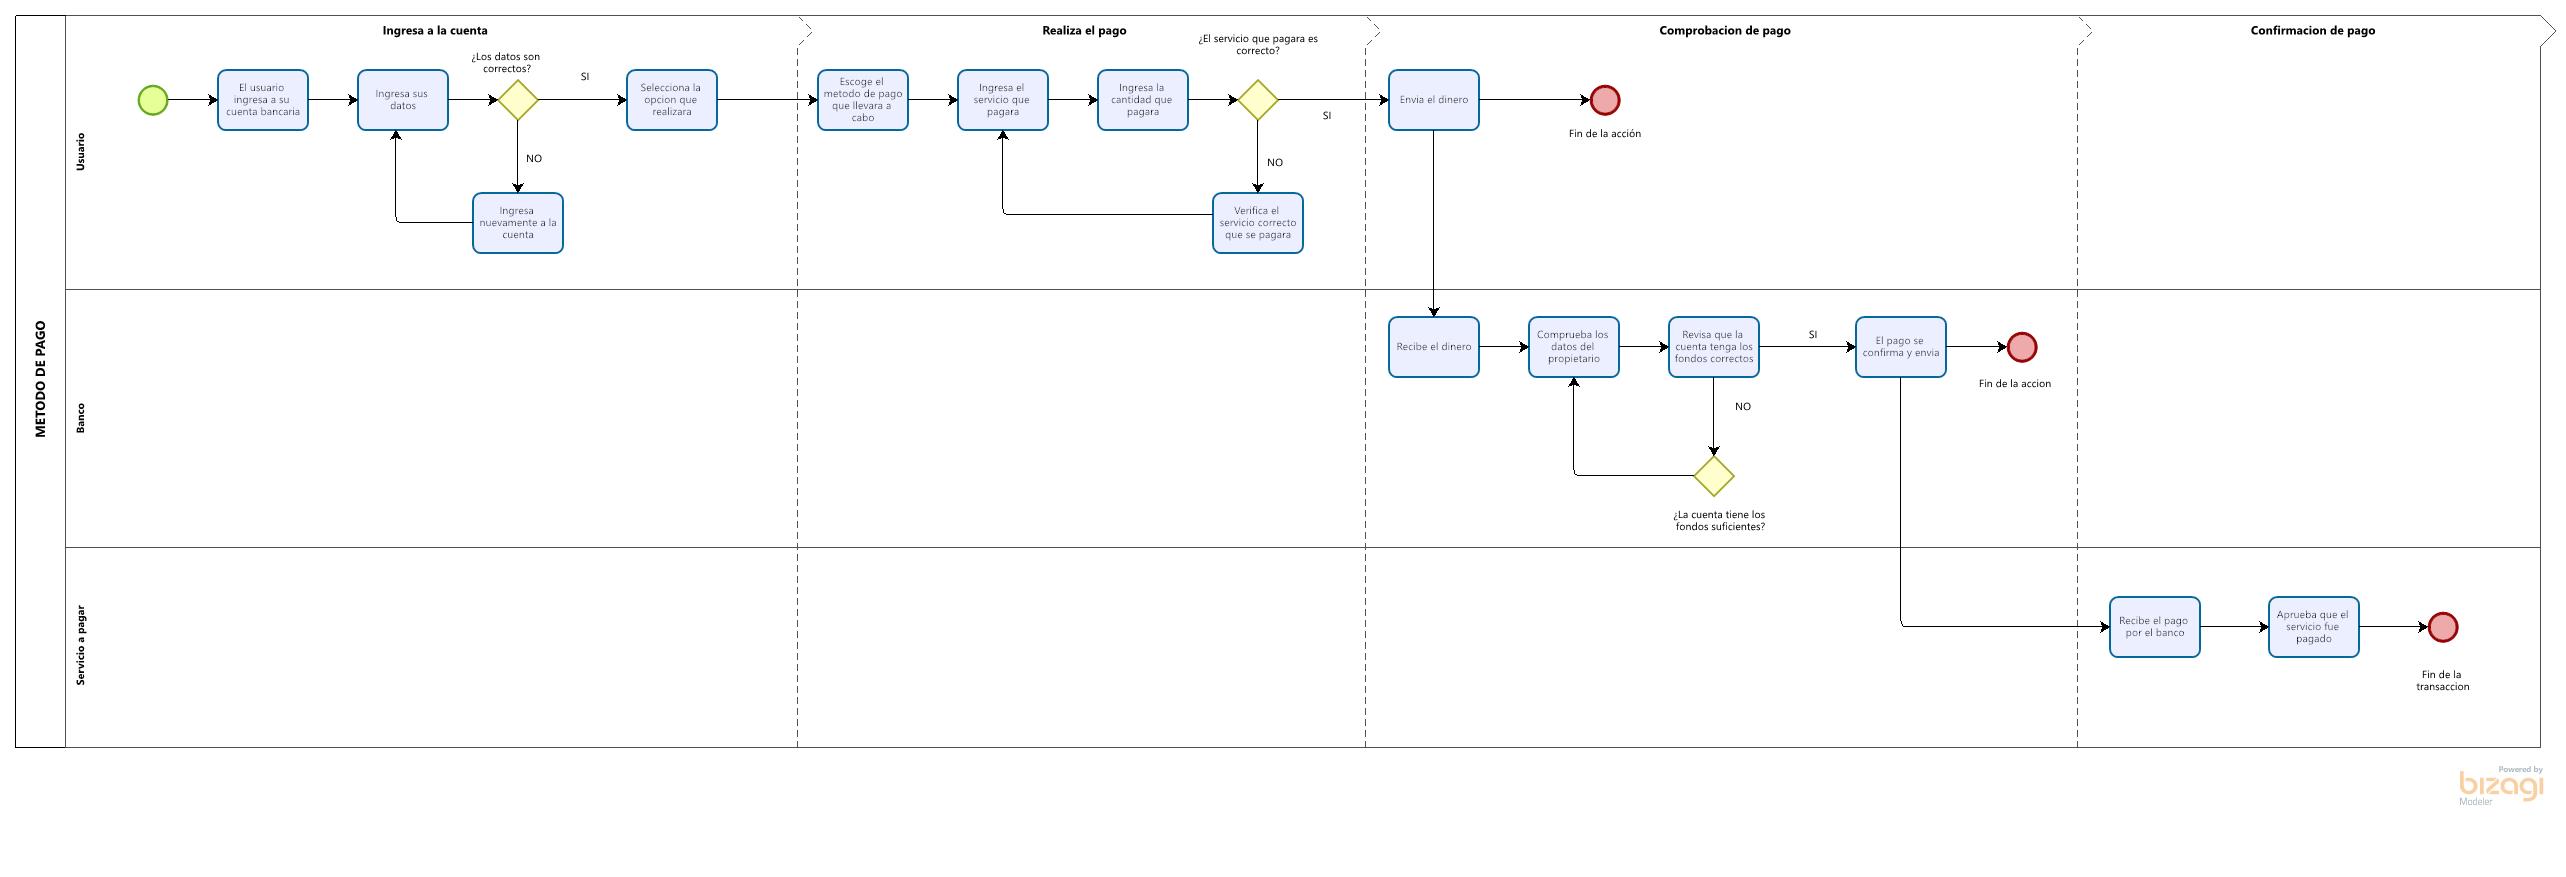 METODO DE PAGO
Ingresa a la cuenta
Realiza el pago
Comprobacion de pago
Confirmacion de pago
Usuario
El usuario
ingresa a su
cuenta bancaria
Ingresa sus
datos
¿Los datos son
correctos?
SI
NO
Ingresa
nuevamente a la
cuenta
Selecciona la
opcion que
realizara
Escoge el
metodo de pago
que llevara a
cabo
Ingresa el
servicio que
pagara
Ingresa la
cantidad que
pagara
¿El servicio que pagara es
correcto?
SI
NO
Verifica el
servicio correcto
que se pagara
Envia el dinero
Fin de la acción
Banco
Recibe el dinero
Comprueba los
datos del
propietario
Revisa que la
cuenta tenga los
fondos correctos
SI
NO
¿La cuenta tiene los
fondos suficientes?
El pago se
confirma y envia
Fin de la accion
Servicio a pagar
Recibe el pago
por el banco
Aprueba que el
servicio fue
pagado
Fin de la
transaccion
Powered by
bizagi
Modeler